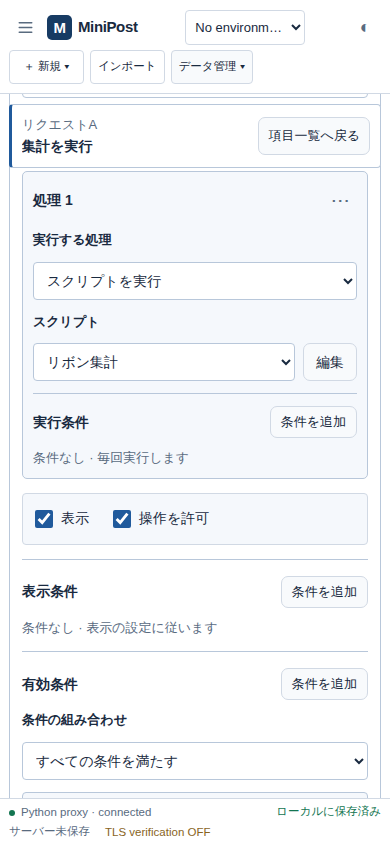 M MiniPost No environm…
＋ 新規 ▾ インポート データ管理 ▾
リクエストA
集計を実行
項目一覧へ戻る
処理 1
…
実行する処理
スクリプトを実行
スクリプト
リボン集計 編集
実行条件 条件を追加
条件なし · 毎回実行します
表示 操作を許可
表示条件 条件を追加
条件なし · 表示の設定に従います
有効条件 条件を追加
条件の組み合わせ
すべての条件を満たす
Python proxy · connected ローカルに保存済み
サーバー未保存 TLS verification OFF